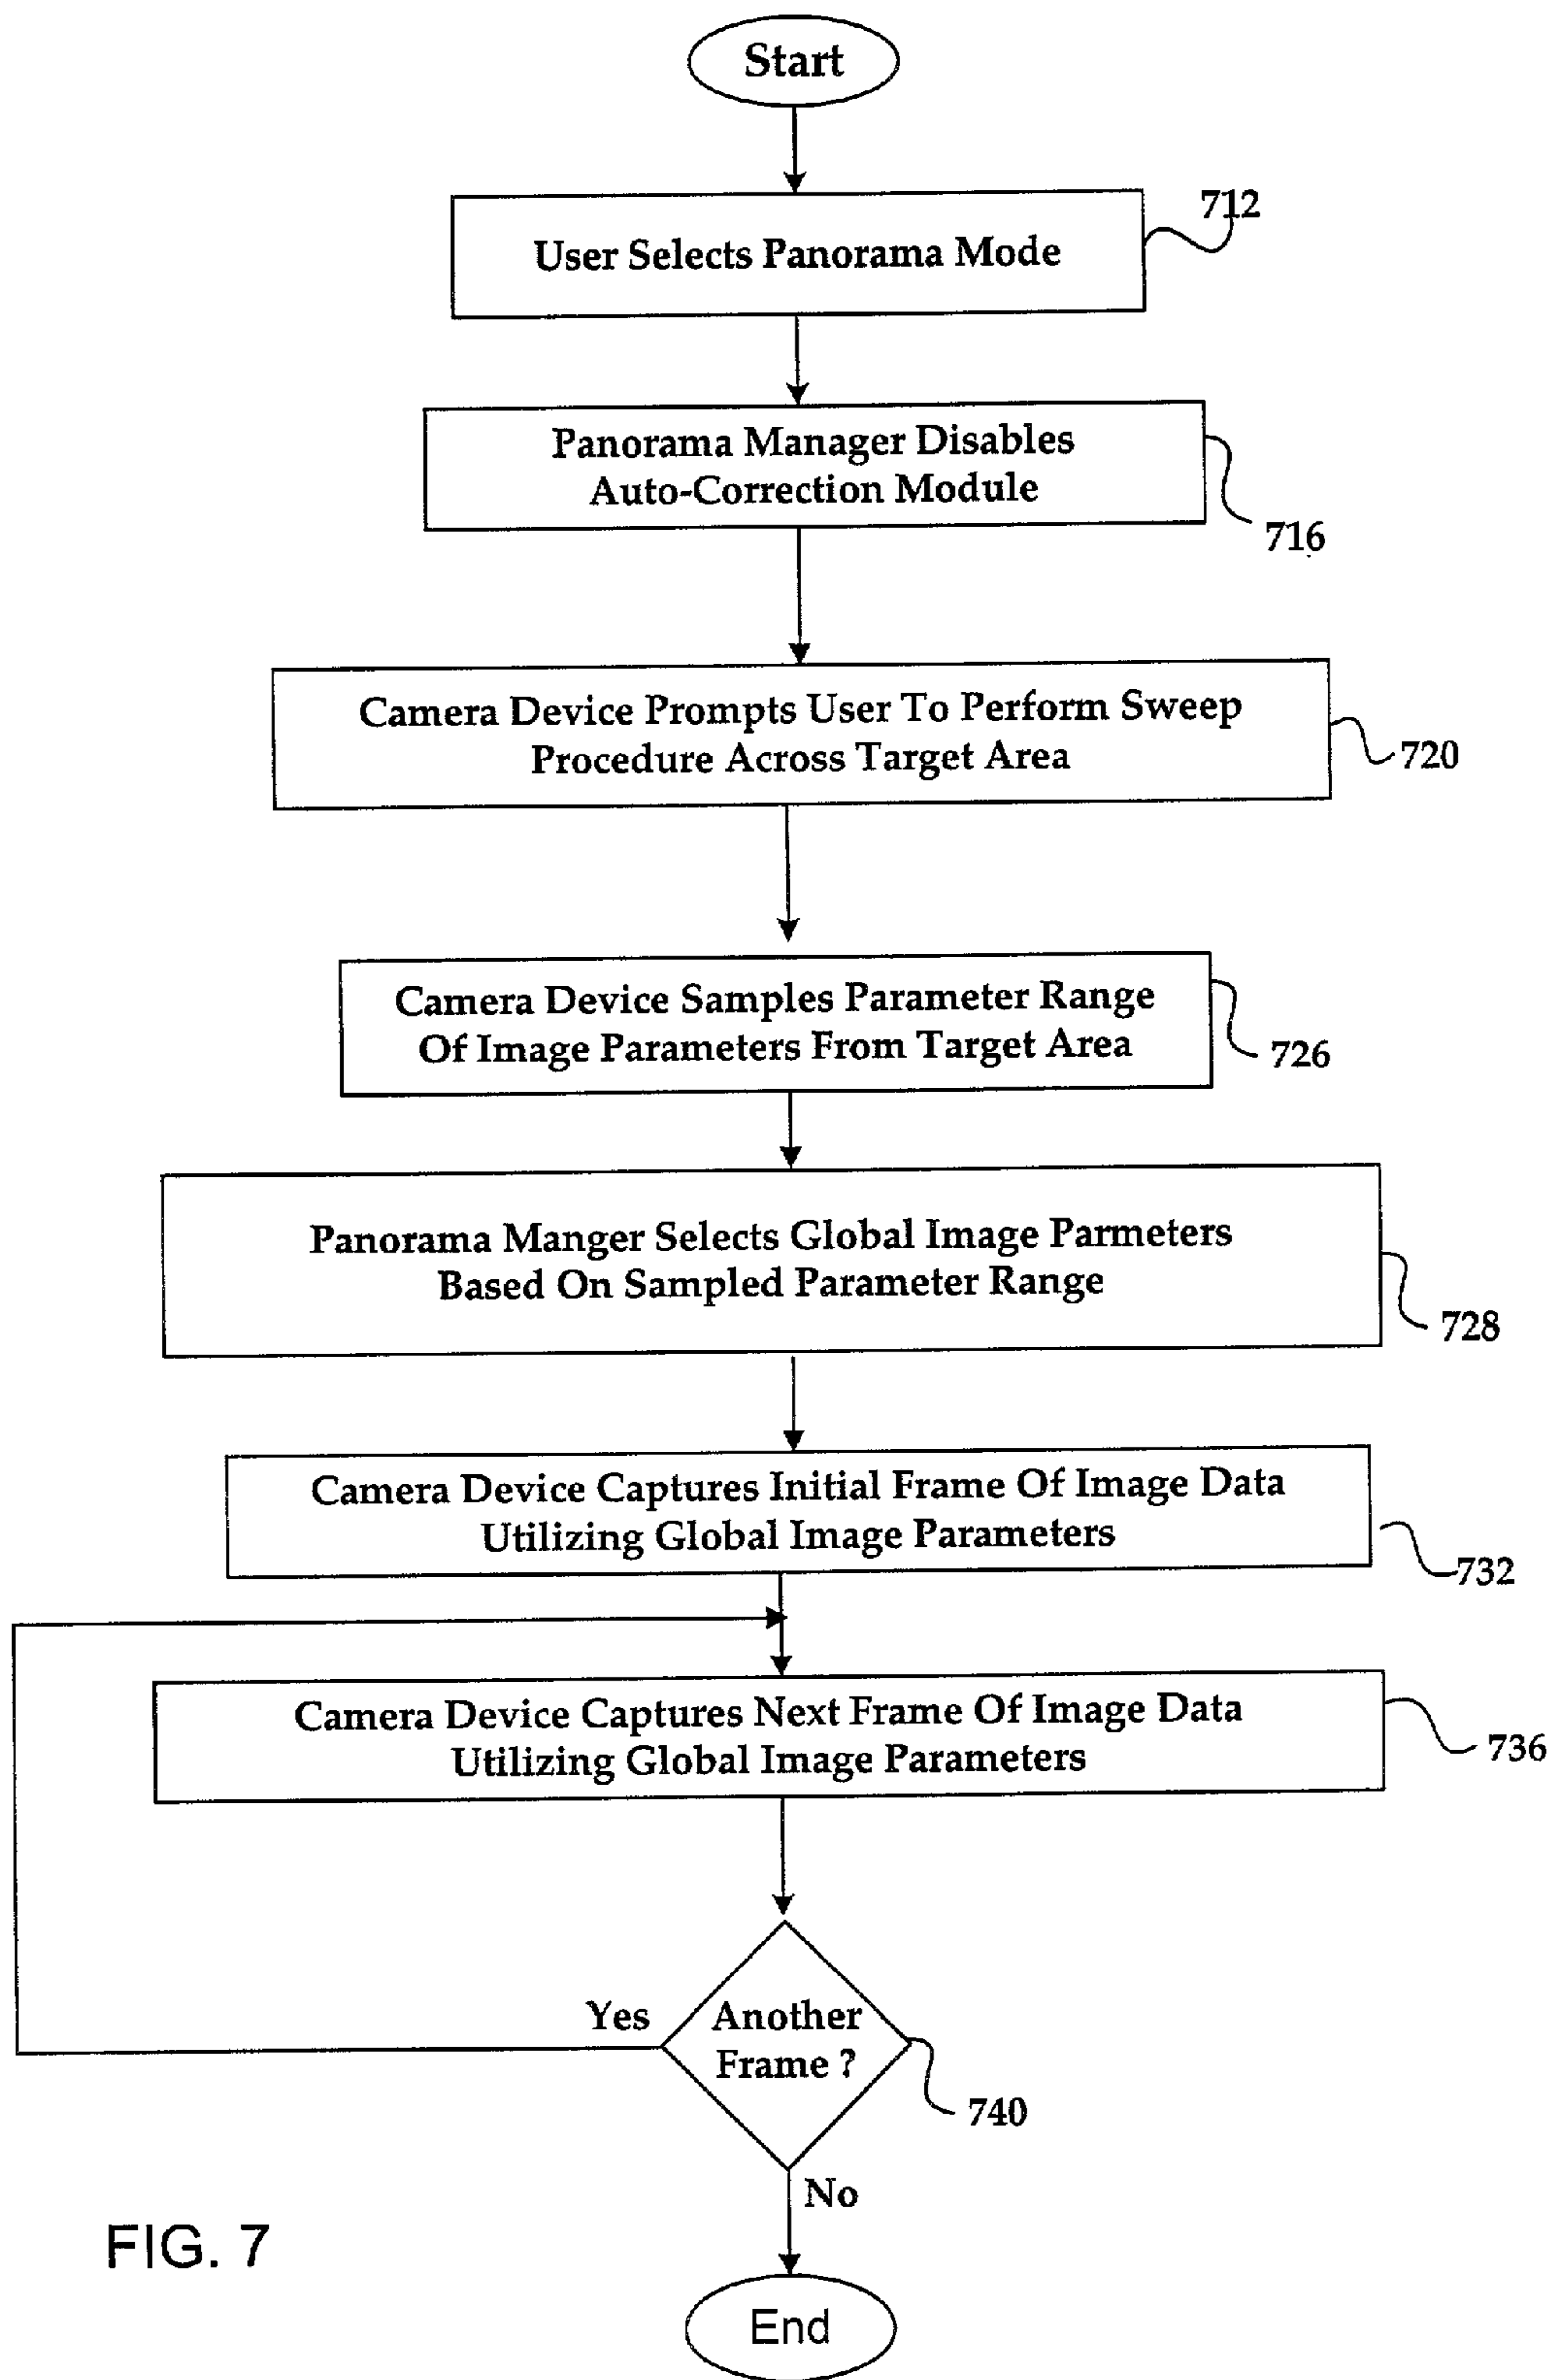 Start
User Selects Panorama Mode
712
Panorama Manager Disables
Auto-Correction Module
716
Camera Device Prompts User To Perform Sweep
Procedure Across Target Area
720
Camera Device Samples Parameter Range
Of Image Parameters From Target Area
726
Panorama Manger Selects Global Image Parmeters
Based On Sampled Parameter Range
728
Camera Device Captures Initial Frame Of Image Data
Utilizing Global Image Parameters
732
Camera Device Captures Next Frame Of Image Data
Utilizing Global Image Parameters
736
Yes
Another
Frame ?
740
No
FIG. 7
End